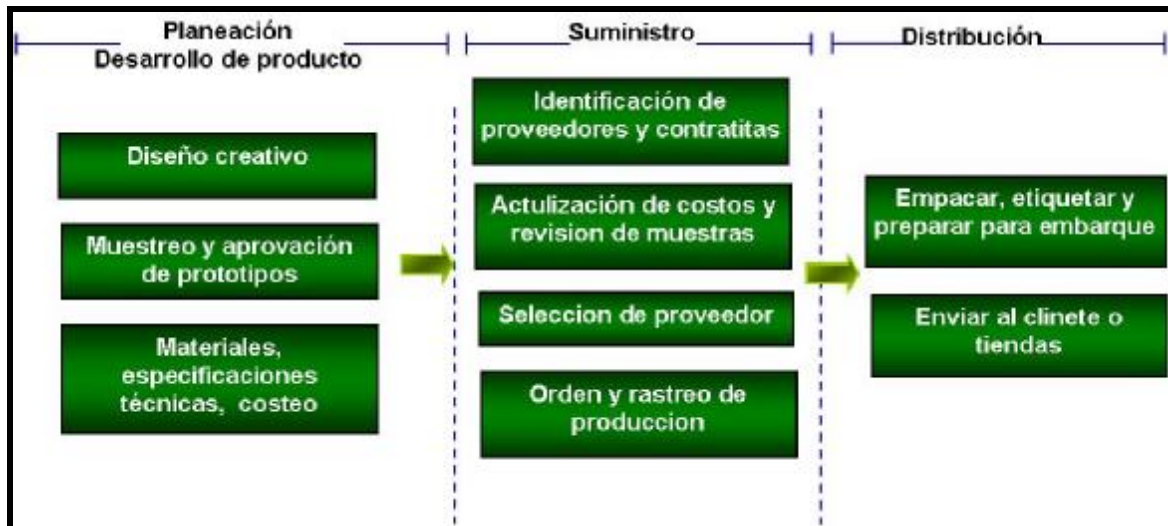 Planeación
Desarrollo de producto
Diseño creativo
Muestreo y aprovación
de prototipos
Materiales,
especificaciones
técnicas, costeo
Suministro
Identificación de
proveedores y contratitas
Actulización de costos y
revision de muestras
Seleccion de proveedor
Orden y rastreo de
produccion
Distribución
Empacar, etiquetar y
preparar para embarque
Enviar al clinete o
tiendas